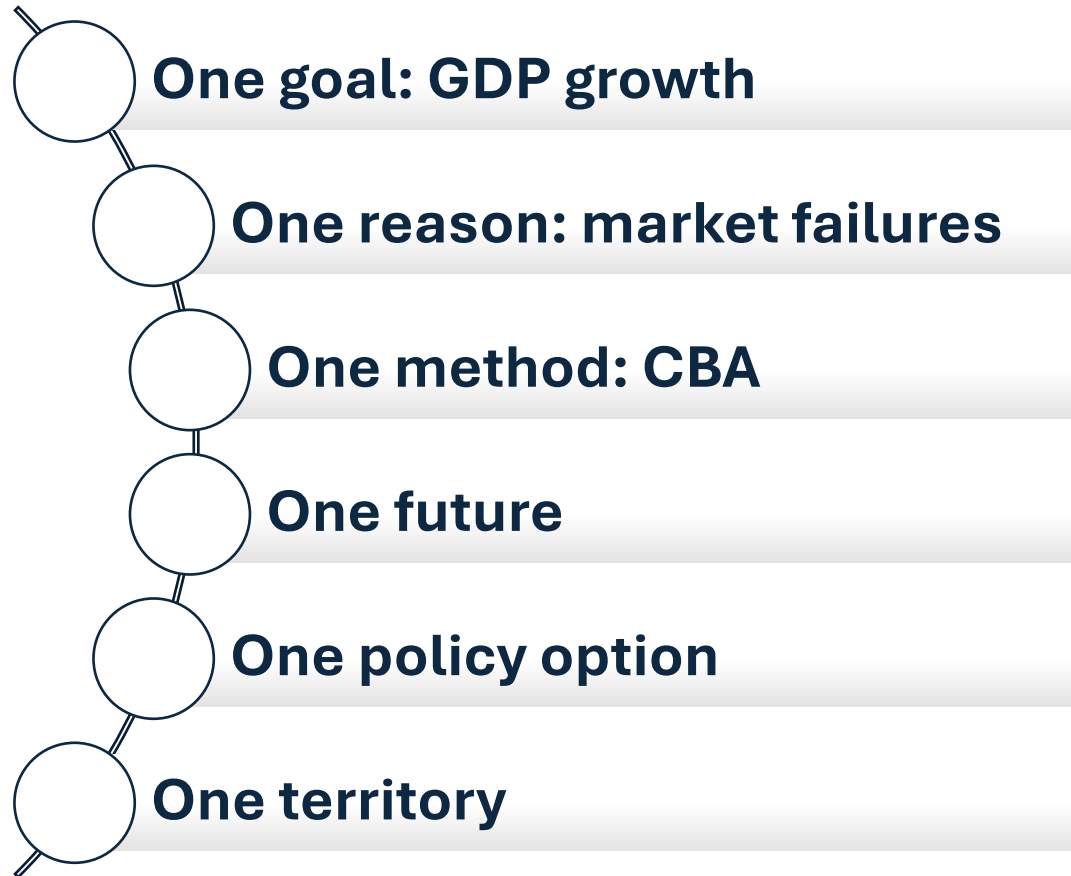 One goal: GDP growth
One reason: market failures
One method: CBA
One future
One policy option
One territory